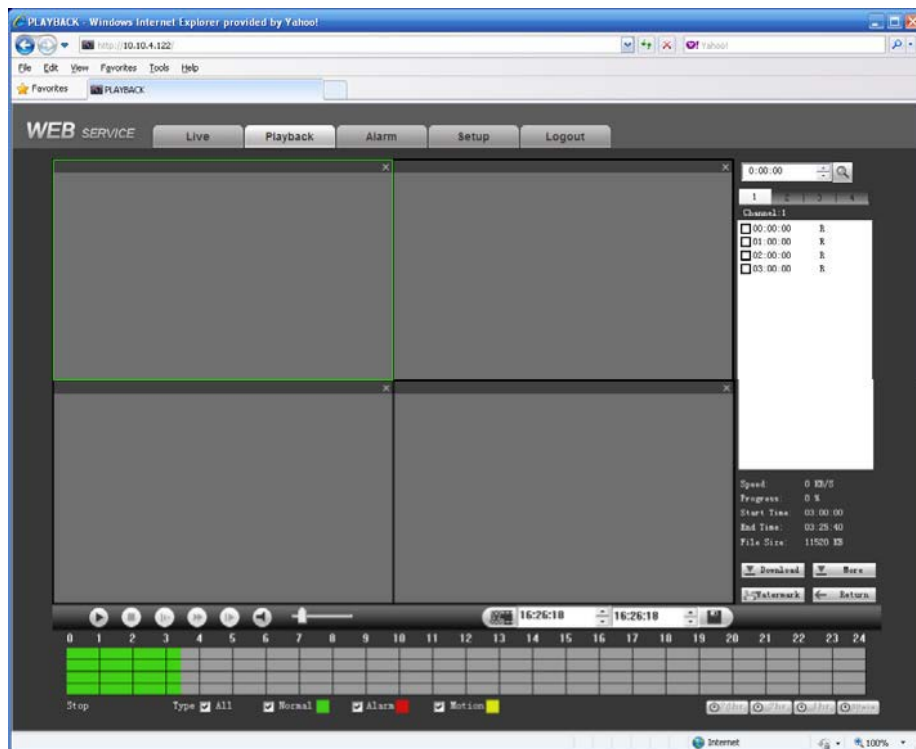 PLAYBACK - Windows Internet Explorer provided by Yahoo!
http://10.10.4.122/
Yahoo!
File Edit View Favorites Tools Help
Favorites PLAYBACK
WEB SERVICE Live Playback Alarm Setup Logout
0:00:00
1 2 3 4
Channel:1
00:00:00 R
01:00:00 R
02:00:00 R
03:00:00 R
Speed: 0 KB/S
Progress: 0 %
Start Time: 03:00:00
End Time: 03:25:40
File Size: 11520 KB
Download More
Watermark Return
16:26:18 16:26:18
0 1 2 3 4 5 6 7 8 9 10 11 12 13 14 15 16 17 18 19 20 21 22 23 24
Stop Type All Normal Alarm Motion
Internet 100%